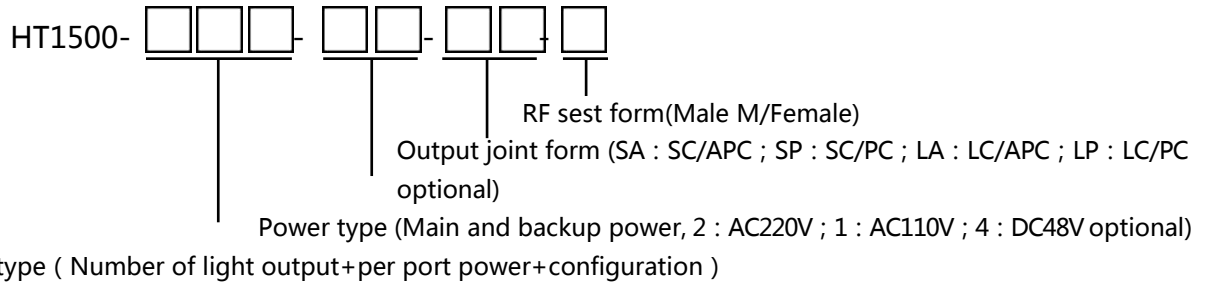 HT1500- - - -
RF sest form(Male M/Female)
Output joint form (SA : SC/APC ; SP : SC/PC ; LA : LC/APC ; LP : LC/PC
optional)
Power type (Main and backup power, 2 : AC220V ; 1 : AC110V ; 4 : DC48V optional)
type ( Number of light output+per port power+configuration )